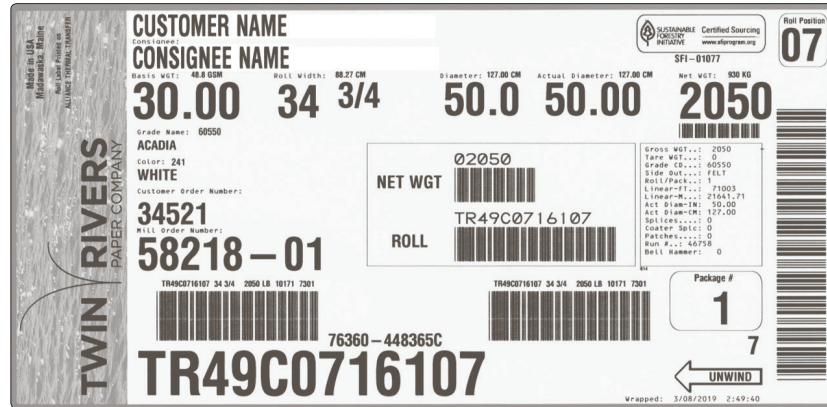 Made in USA
Madawaska, Maine
Roll Label Printed on
ALLIANCE THERMAL TRANSFER
TWIN RIVERS
PAPER COMPANY
CUSTOMER NAME
Consignee:
CONSIGNEE NAME
SUSTAINABLE FORESTRY INITIATIVE
Certified Sourcing
www.sfiprogram.org
SFI-01077
Roll Position
07
Basis WGT: 48.8 GSM Roll Width: 88.27 CM Diameter: 127.00 CM Actual Diameter: 127.00 CM Net WGT: 930 KG
30.00 34 3/4 50.0 50.00 2050
Grade Name: 60550
ACADIA
Color: 241
WHITE
Customer Order Number:
34521
Mill Order Number:
58218-01
NET WGT
02050
ROLL
TR49C0716107
Gross WGT..: 2050
Tare WGT...: 0
Grade CD...: 60550
Side Out...: FELT
Roll/Pack..: 1
Linear-FT..: 71003
Linear-M...: 21641.71
Act Diam-IN: 50.00
Act Diam-CM: 127.00
Splices....: 0
Coater Splc: 0
Patches....: 0
Run #..: 46758
Bell Hammer: 0
TR49C0716107 34 3/4 2050 LB 10171 7301
TR49C0716107 34 3/4 2050 LB 10171 7301
Package #
1
76360-448365C
7
TR49C0716107
UNWIND
Wrapped: 3/08/2019 2:49:40